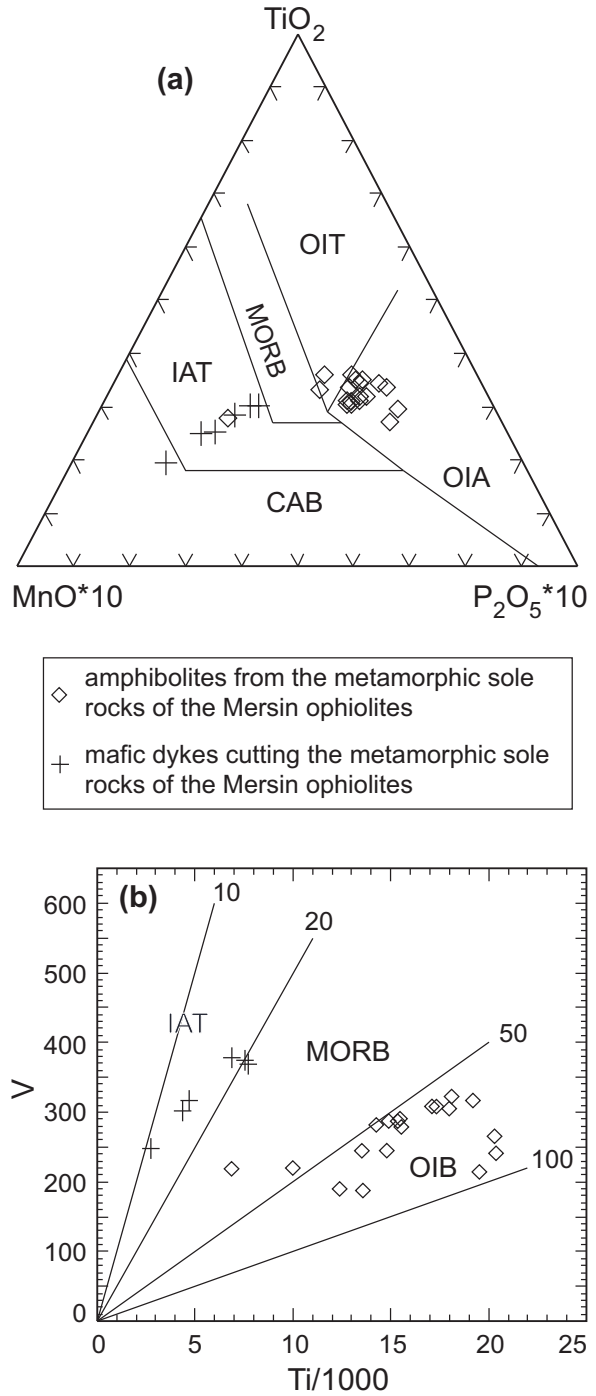 TiO₂
(a)
OIT
MORB
IAT
OIA
CAB
MnO*10
P₂O₅*10
amphibolites from the metamorphic sole
rocks of the Mersin ophiolites
mafic dykes cutting the metamorphic sole
rocks of the Mersin ophiolites
(b)
10
20
600
500
IAT
400
MORB
50
V
300
OIB
100
200
100
0
0 5 10 15 20 25
Ti/1000